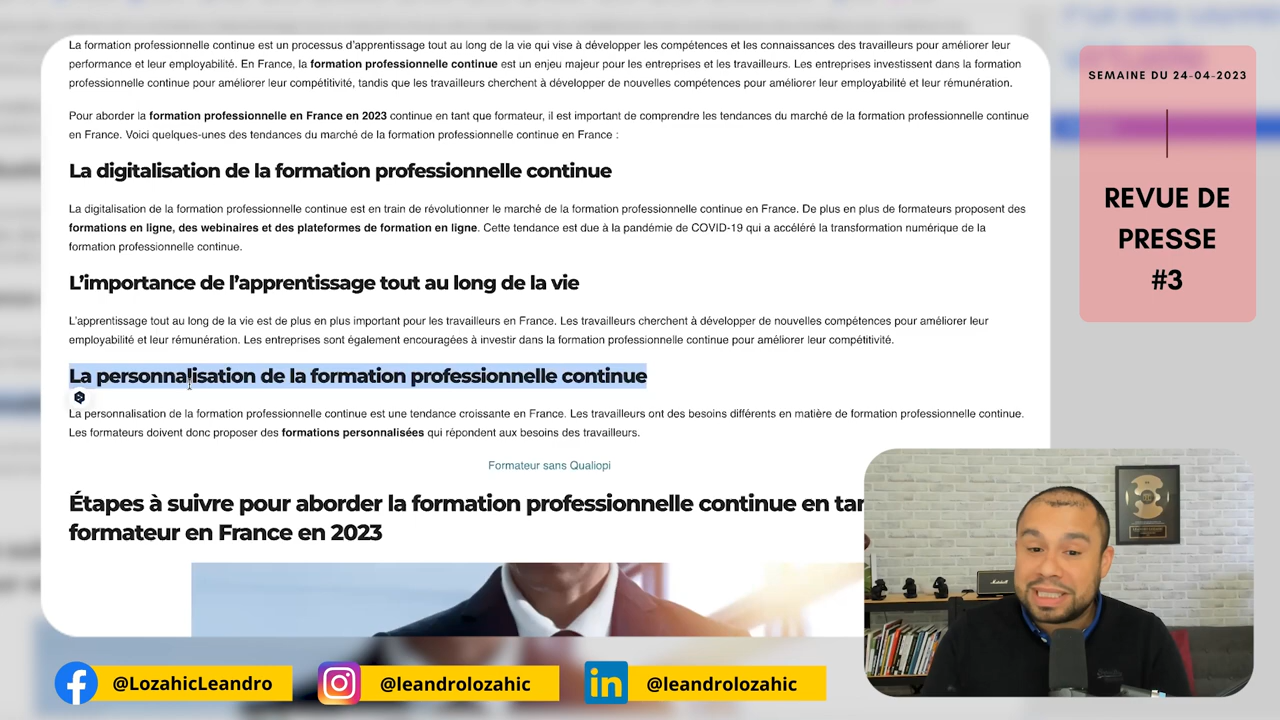 La formation professionnelle continue est un processus d'apprentissage tout au long de la vie qui vise à développer les compétences et les connaissances des travailleurs pour améliorer leur
performance et leur employabilité. En France, la formation professionnelle continue est un enjeu majeur pour les entreprises et les travailleurs. Les entreprises investissent dans la formation
professionnelle continue pour améliorer leur compétitivité, tandis que les travailleurs cherchent à développer de nouvelles compétences pour améliorer leur employabilité et leur rémunération.
Pour aborder la formation professionnelle en France en 2023 continue en tant que formateur, il est important de comprendre les tendances du marché de la formation professionnelle continue
en France. Voici quelques-unes des tendances du marché de la formation professionnelle continue en France :
La digitalisation de la formation professionnelle continue
La digitalisation de la formation professionnelle continue est en train de révolutionner le marché de la formation professionnelle continue en France. De plus en plus de formateurs proposent des
formations en ligne, des webinaires et des plateformes de formation en ligne. Cette tendance est due à la pandémie de COVID-19 qui a accéléré la transformation numérique de la
formation professionnelle continue.
L'importance de l'apprentissage tout au long de la vie
L'apprentissage tout au long de la vie est de plus en plus important pour les travailleurs en France. Les travailleurs cherchent à développer de nouvelles compétences pour améliorer leur
employabilité et leur rémunération. Les entreprises sont également encouragées à investir dans la formation professionnelle continue pour améliorer leur compétitivité.
La personnalisation de la formation professionnelle continue
La personnalisation de la formation professionnelle continue est une tendance croissante en France. Les travailleurs ont des besoins différents en matière de formation professionnelle continue.
Les formateurs doivent donc proposer des formations personnalisées qui répondent aux besoins des travailleurs.
Formateur sans Qualiopi
Étapes à suivre pour aborder la formation professionnelle continue en tan
formateur en France en 2023
SEMAINE DU 24-04-2023
REVUE DE
PRESSE
#3
Marshall
@LozahicLeandro
@leandrolozahic
@leandrolozahic